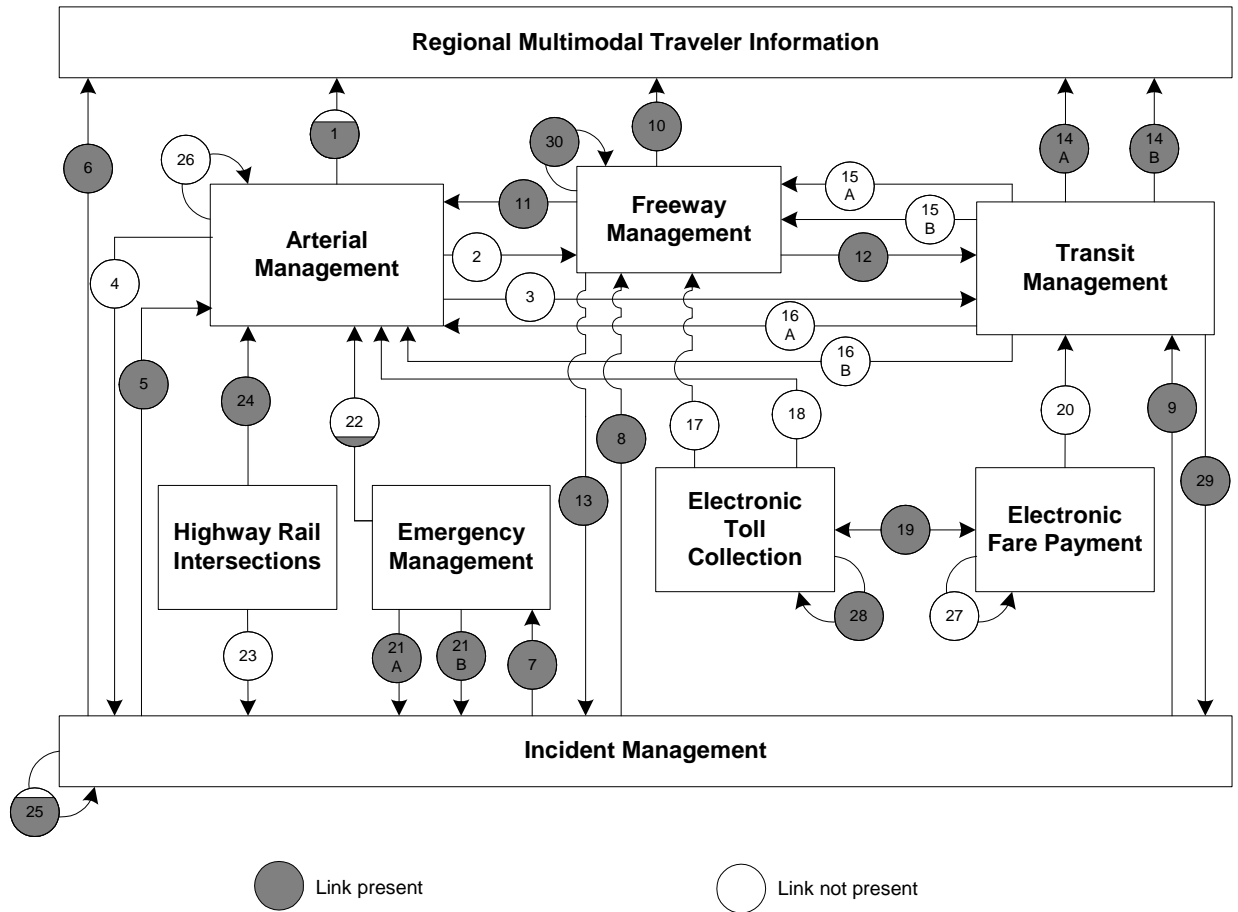 Regional Multimodal Traveler Information
6
26
1
30
10
14
A
14
B
11
15
A
15
B
Arterial
Management
Freeway
Management
Transit
Management
4
2
12
3
16
A
16
B
5
24
22
8
17
18
20
9
13
29
Highway Rail
Intersections
Emergency
Management
Electronic
Toll
Collection
19
Electronic
Fare Payment
23
21
A
21
B
7
28
27
Incident Management
25
Link present
Link not present